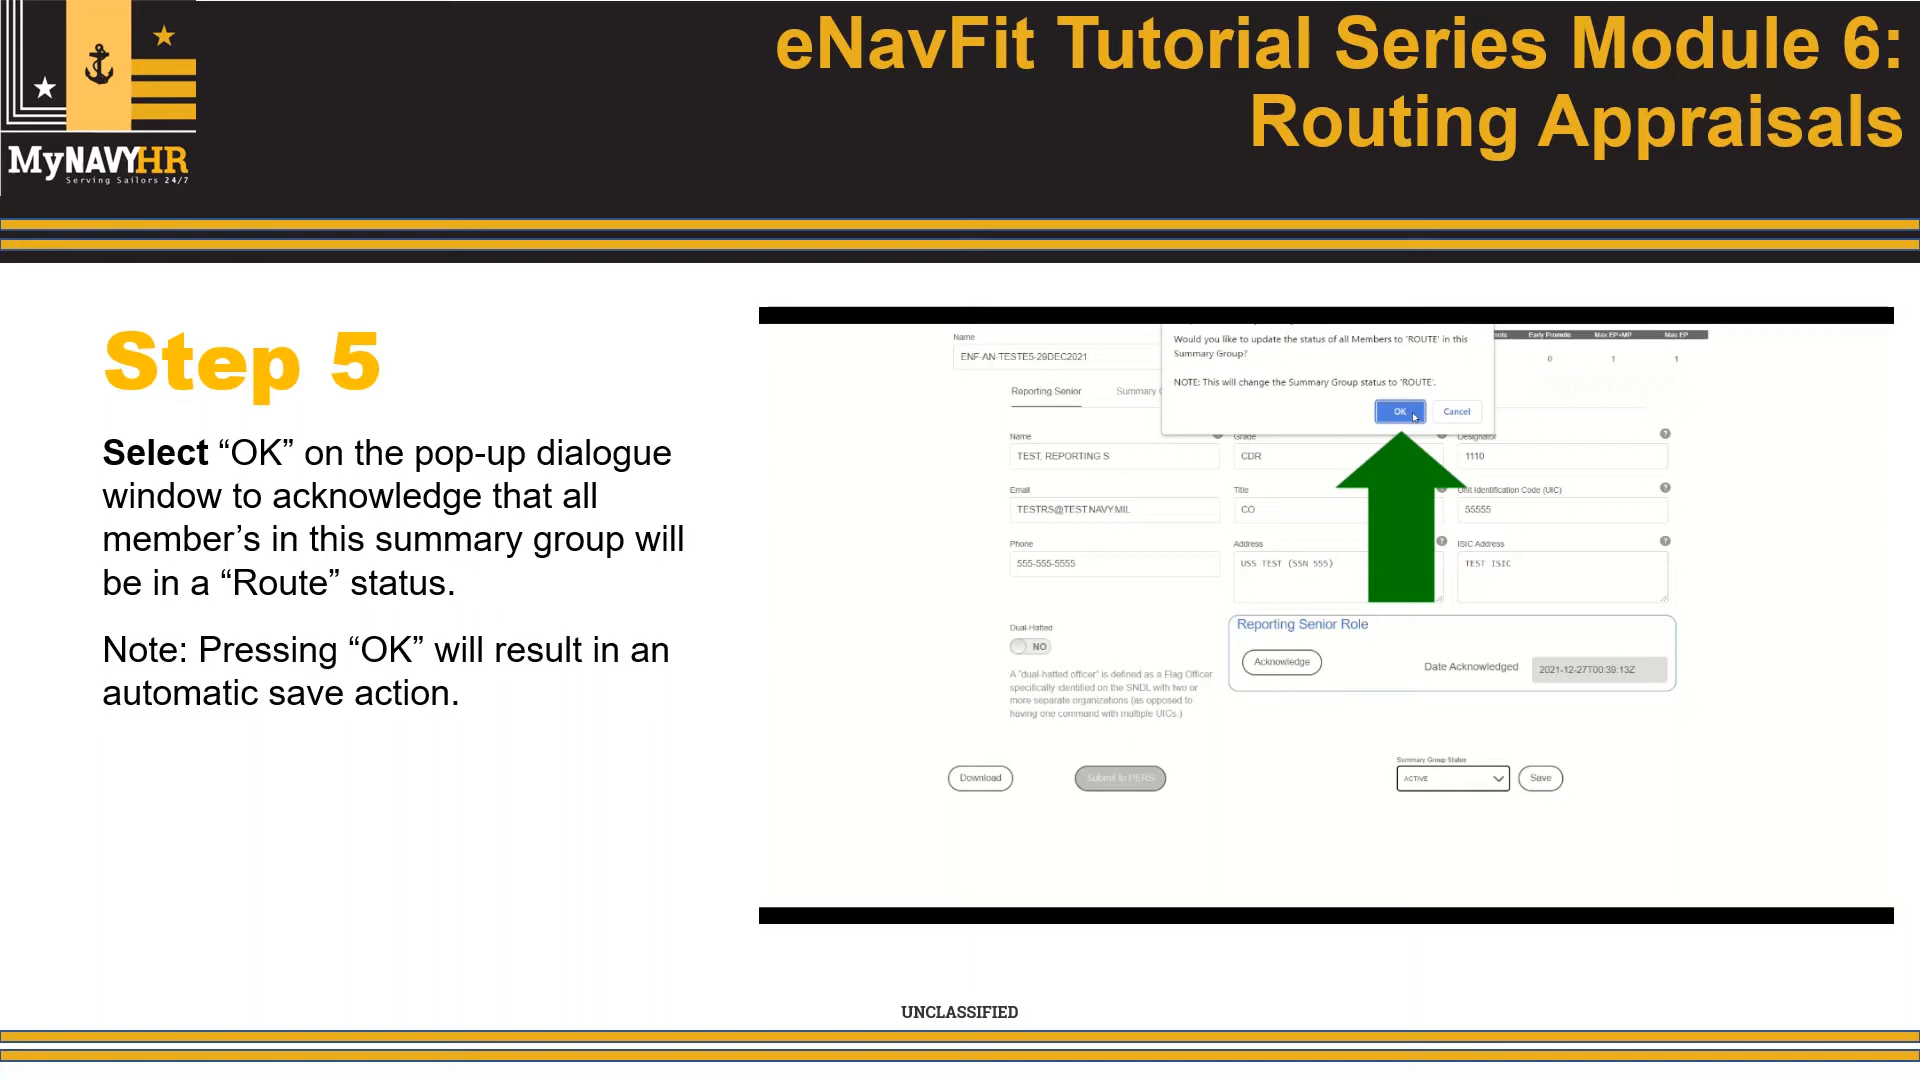 eNavFit Tutorial Series Module 6:
Routing Appraisals
MyNAVYHR
Serving Sailors 24/7
Step 5
Select “OK” on the pop-up dialogue
window to acknowledge that all
member’s in this summary group will
be in a “Route” status.
Note: Pressing “OK” will result in an
automatic save action.
Name
ENF-AN-TESTE5-29DEC2021
Would you like to update the status of all Members to 'ROUTE' in this
Summary Group?
NOTE: This will change the Summary Group status to 'ROUTE'.
OK Cancel
Early Promote Max EP+MP Max EP
0 1 1
Reporting Senior Summary
Name Grade Designator
TEST, REPORTING S CDR 1110
Email Title Unit Identification Code (UIC)
TESTRS@TEST.NAVY.MIL CO 55555
Phone Address ISIC Address
555-555-5555 USS TEST (SSN 555) TEST ISIC
Dual-Hatted
NO
A "dual-hatted officer" is defined as a Flag Officer
specifically identified on the SNDL with two or
more separate organizations (as opposed to
having one command with multiple UICs.)
Reporting Senior Role
Acknowledge Date Acknowledged 2021-12-27T00:39:13Z
Summary Group Status
Download Submit to PERS ACTIVE Save
UNCLASSIFIED